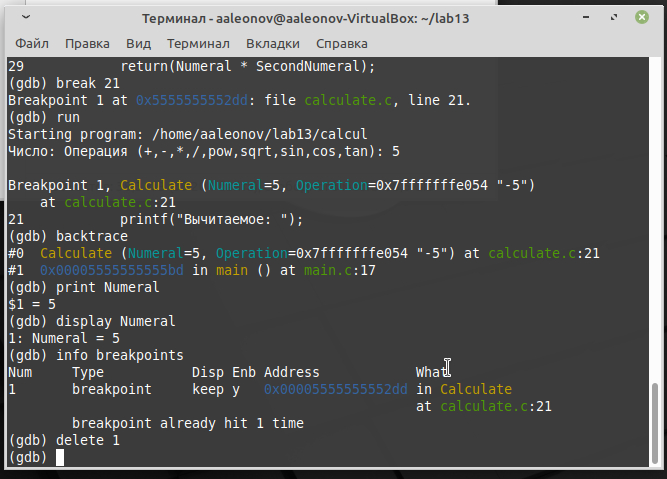 Терминал - aaleonov@aaleonov-VirtualBox: ~/lab13
Файл Правка Вид Терминал Вкладки Справка
29 return(Numeral * SecondNumeral);
(gdb) break 21
Breakpoint 1 at 0x5555555552dd: file calculate.c, line 21.
(gdb) run
Starting program: /home/aaleonov/lab13/calcul
Число: Операция (+,-,*,/,pow,sqrt,sin,cos,tan): 5
Breakpoint 1, Calculate (Numeral=5, Operation=0x7fffffffe054 "-5")
at calculate.c:21
21 printf("Вычитаемое: ");
(gdb) backtrace
#0 Calculate (Numeral=5, Operation=0x7fffffffe054 "-5") at calculate.c:21
#1 0x00005555555555bd in main () at main.c:17
(gdb) print Numeral
$1 = 5
(gdb) display Numeral
1: Numeral = 5
(gdb) info breakpoints
Num Type Disp Enb Address What
1 breakpoint keep y 0x00005555555552dd in Calculate
at calculate.c:21
breakpoint already hit 1 time
(gdb) delete 1
(gdb)